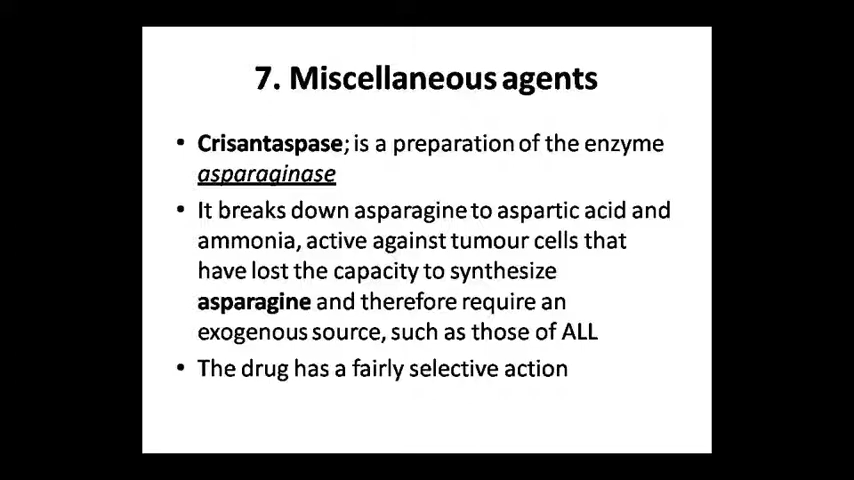 7. Miscellaneous agents
• Crisantaspase; is a preparation of the enzyme
asparaginase
• It breaks down asparagine to aspartic acid and
ammonia, active against tumour cells that
have lost the capacity to synthesize
asparagine and therefore require an
exogenous source, such as those of ALL
• The drug has a fairly selective action